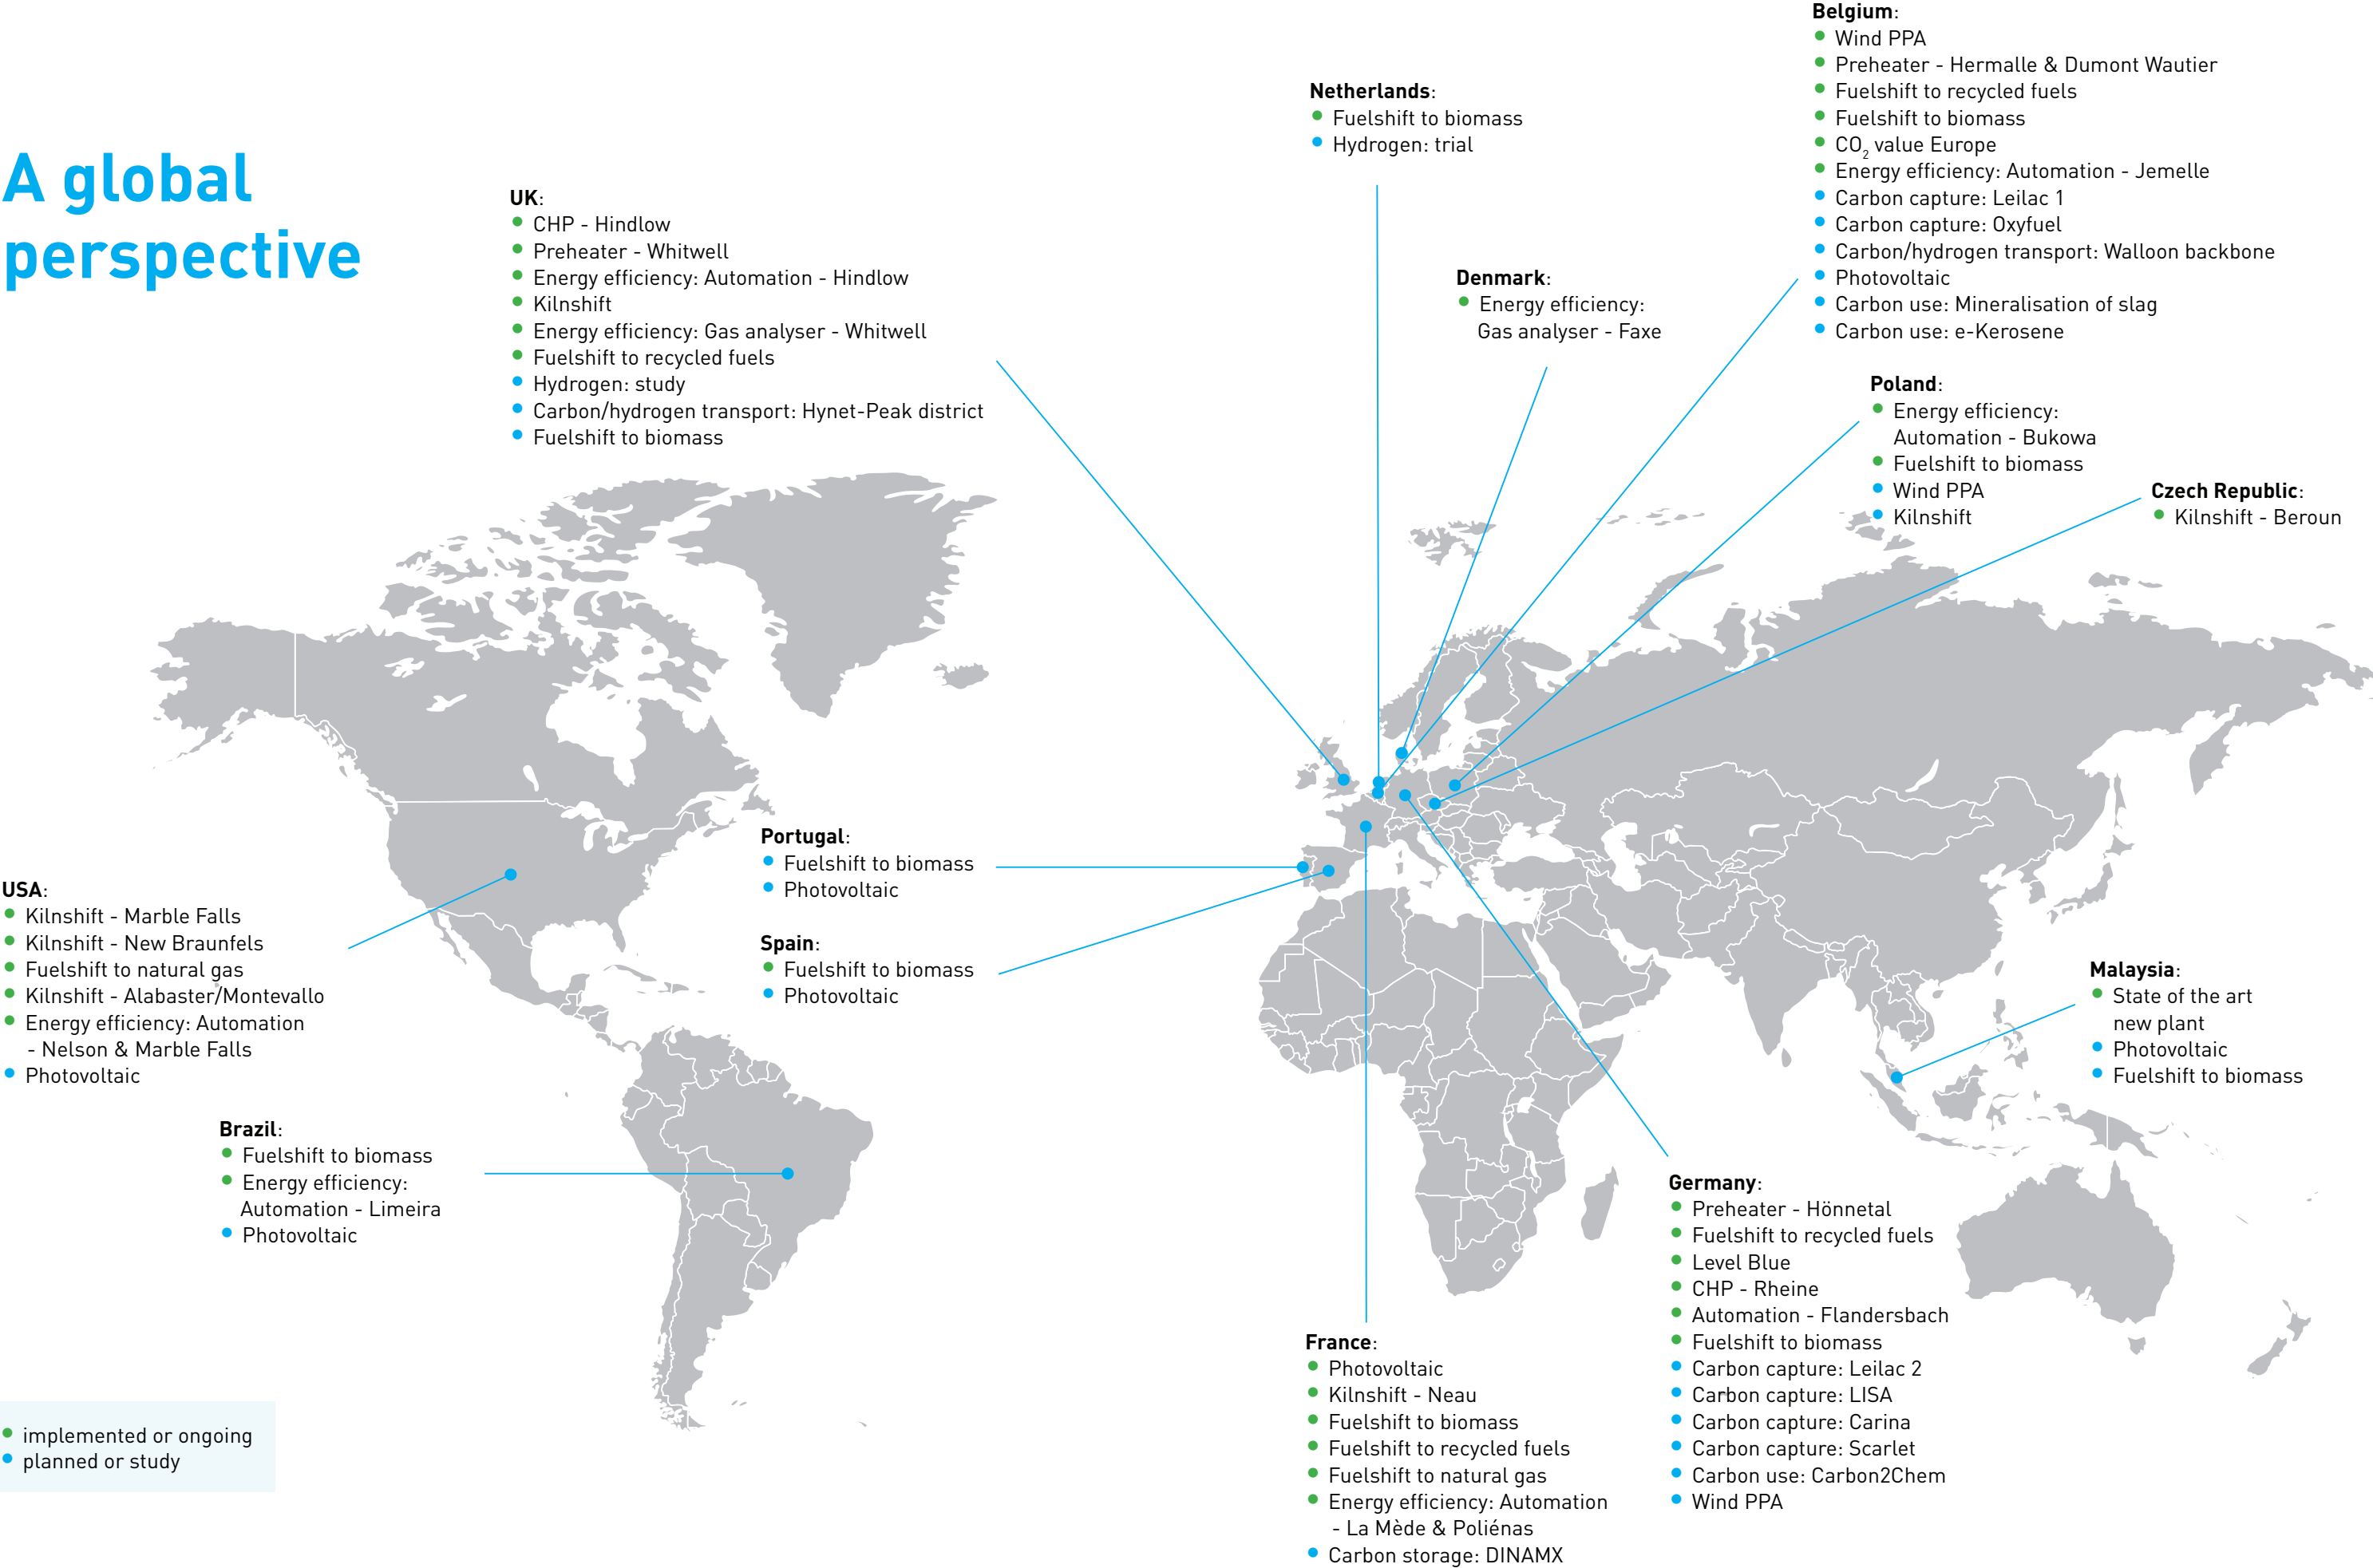 A global
perspective
UK:
CHP - Hindlow
Preheater - Whitwell
Energy efficiency: Automation - Hindlow
Kilnshift
Energy efficiency: Gas analyser - Whitwell
Fuelshift to recycled fuels
Hydrogen: study
Carbon/hydrogen transport: Hynet-Peak district
Fuelshift to biomass
Netherlands:
Fuelshift to biomass
Hydrogen: trial
Denmark:
Energy efficiency:
Gas analyser - Faxe
Belgium:
Wind PPA
Preheater - Hermalle & Dumont Wautier
Fuelshift to recycled fuels
Fuelshift to biomass
CO₂ value Europe
Energy efficiency: Automation - Jemelle
Carbon capture: Leilac 1
Carbon capture: Oxyfuel
Carbon/hydrogen transport: Walloon backbone
Photovoltaic
Carbon use: Mineralisation of slag
Carbon use: e-Kerosene
Poland:
Energy efficiency:
Automation - Bukowa
Fuelshift to biomass
Wind PPA
Kilnshift
Czech Republic:
Kilnshift - Beroun
Portugal:
Fuelshift to biomass
Photovoltaic
Spain:
Fuelshift to biomass
Photovoltaic
USA:
Kilnshift - Marble Falls
Kilnshift - New Braunfels
Fuelshift to natural gas
Kilnshift - Alabaster/Montevallo
Energy efficiency: Automation
- Nelson & Marble Falls
Photovoltaic
Brazil:
Fuelshift to biomass
Energy efficiency:
Automation - Limeira
Photovoltaic
Malaysia:
State of the art
new plant
Photovoltaic
Fuelshift to biomass
Germany:
Preheater - Hönnetal
Fuelshift to recycled fuels
Level Blue
CHP - Rheine
Automation - Flandersbach
Fuelshift to biomass
Carbon capture: Leilac 2
Carbon capture: LISA
Carbon capture: Carina
Carbon capture: Scarlet
Carbon use: Carbon2Chem
Wind PPA
France:
Photovoltaic
Kilnshift - Neau
Fuelshift to biomass
Fuelshift to recycled fuels
Fuelshift to natural gas
Energy efficiency: Automation
- La Mède & Poliénas
Carbon storage: DINAMX
implemented or ongoing
planned or study